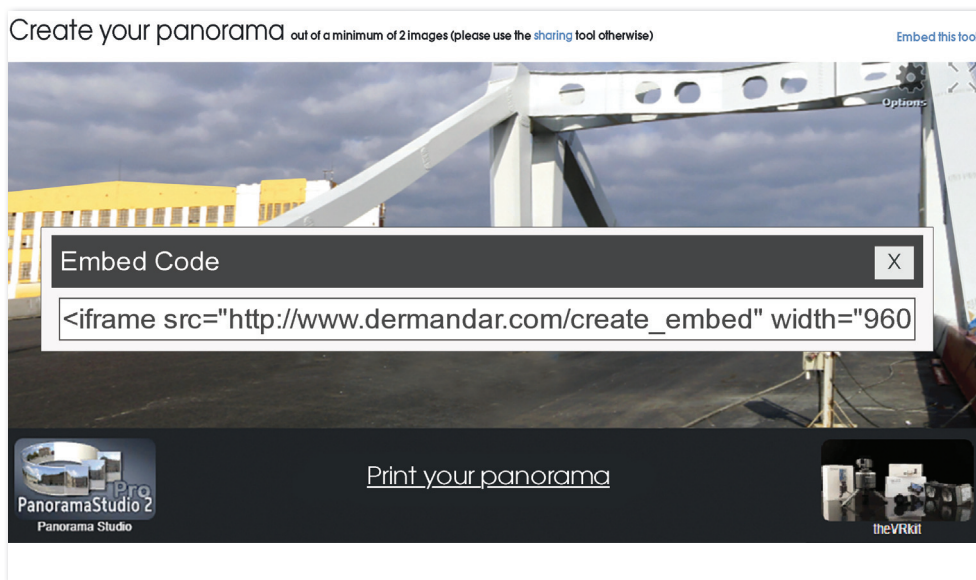 Create your panorama out of a minimum of 2 images (please use the sharing tool otherwise)
Embed this tool
Options
Embed Code
X
<iframe src="http://www.dermandar.com/create_embed" width="960
Pro
PanoramaStudio 2
Panorama Studio
Print your panorama
theVRkit